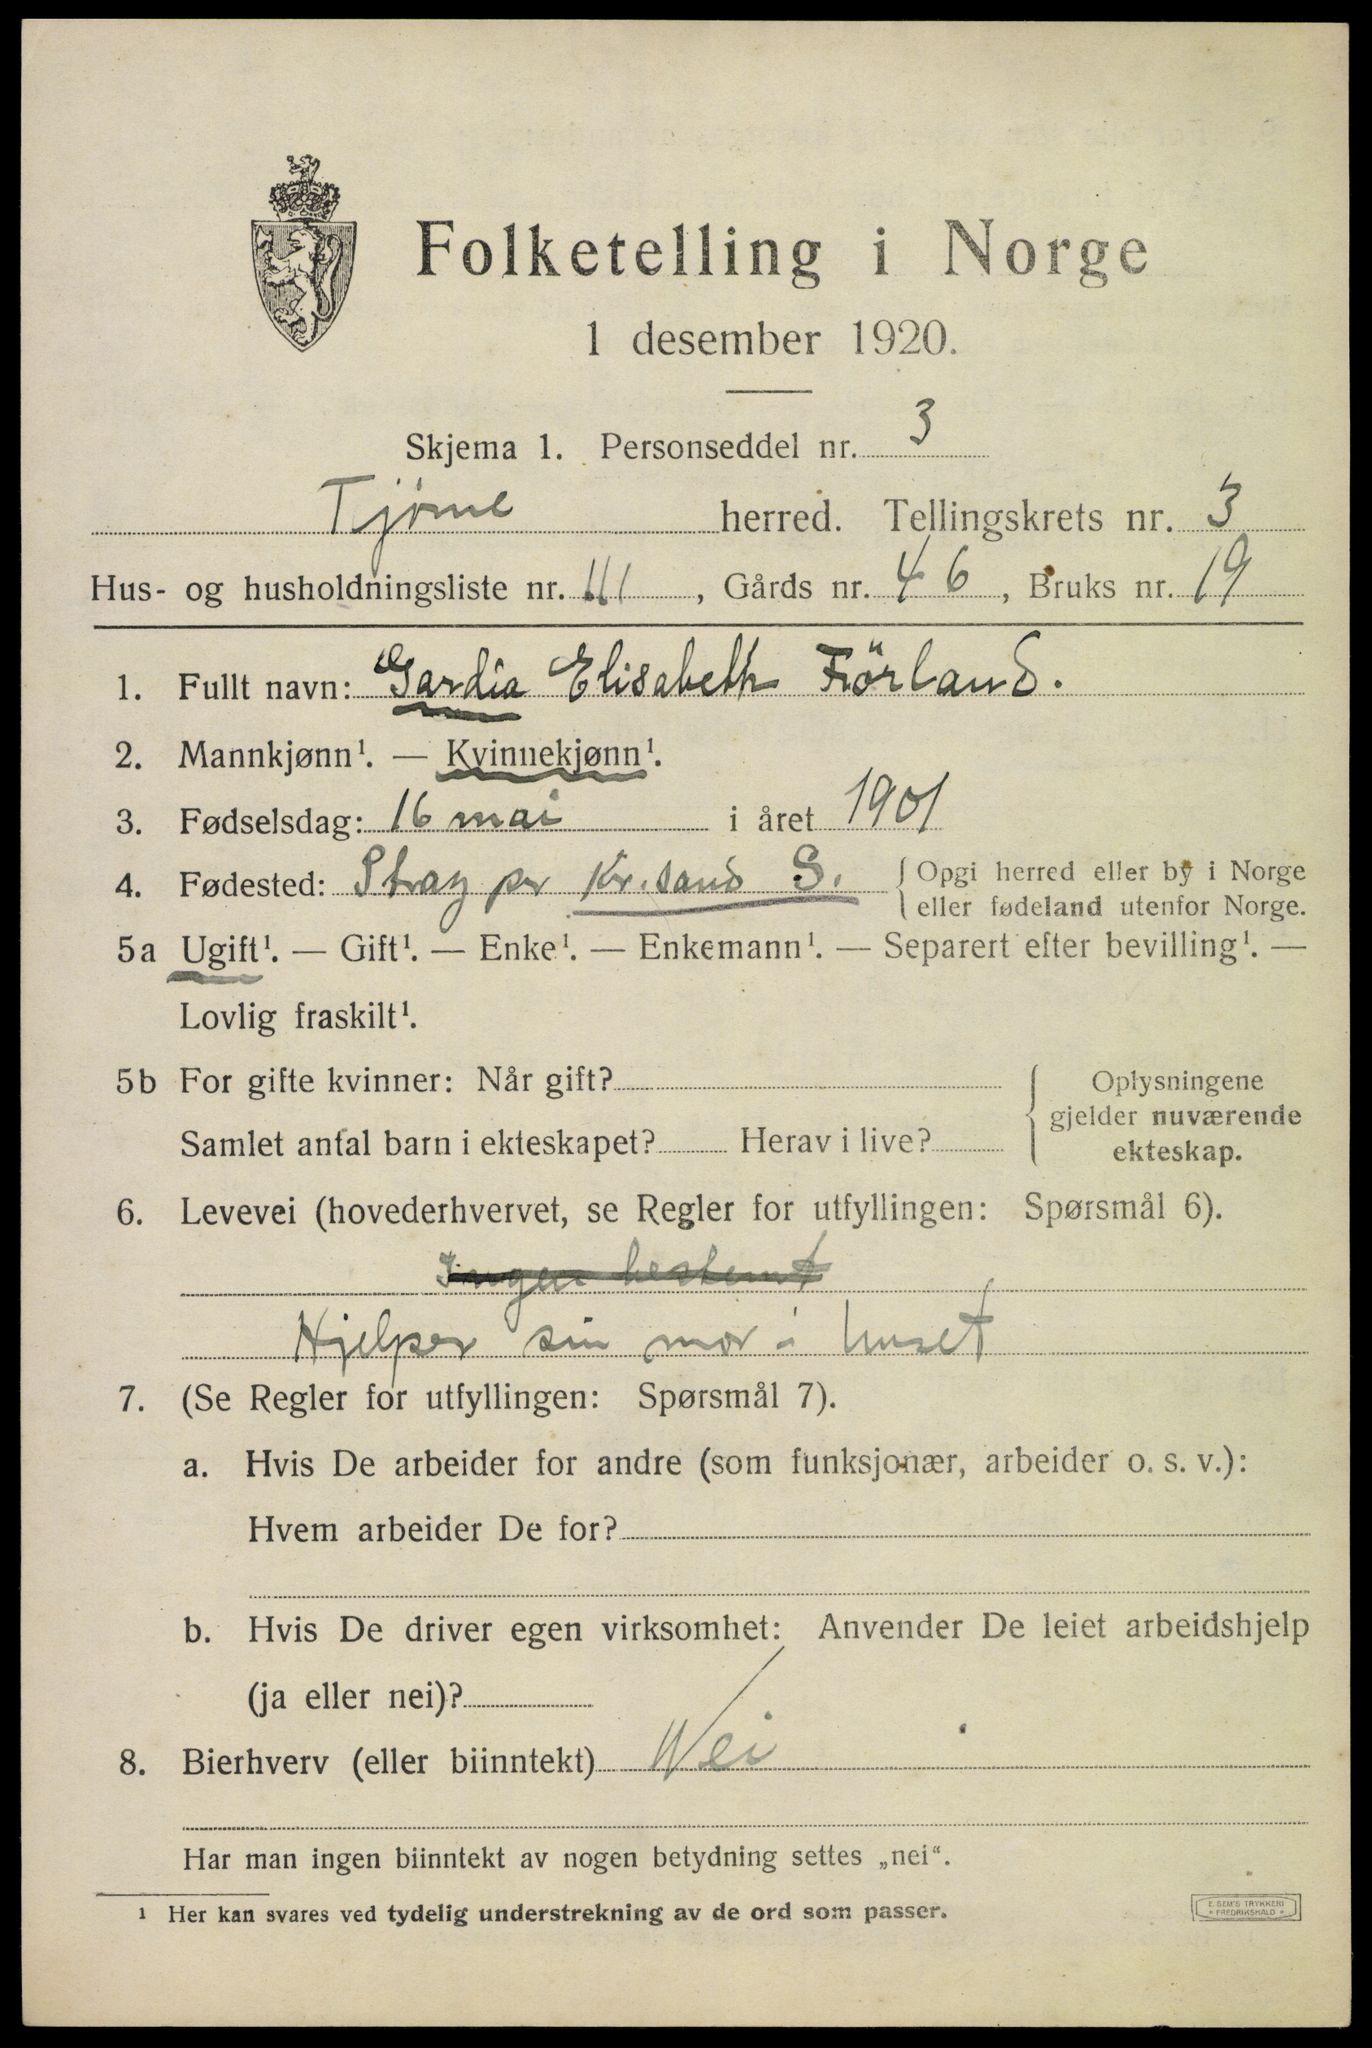 Folketelling i Norge
1 desember 1920.
Skjema 1. Personseddel nr. 3
Tjøme herred. Tellingskrets nr. 3
Hus- og husholdningsliste nr. 111, Gårds nr. 46, Bruks nr. 19
1. Fullt navn: Gardia Elisabeth Förland.
2. Mannkjønn¹. — Kvinnekjønn¹.
3. Fødselsdag: 16 mai i året 1901
4. Fødested: Stray pr Kr.sand S. { Opgi herred eller by i Norge
eller fødeland utenfor Norge.
5a Ugift¹. — Gift¹. — Enke¹. — Enkemann¹. — Separert efter bevilling¹. —
Lovlig fraskilt¹.
5b For gifte kvinner: Når gift?
Samlet antal barn i ekteskapet? Herav i live?
{ Oplysningene
gjelder nuværende
ekteskap.
6. Levevei (hovederhvervet, se Regler for utfyllingen: Spørsmål 6).
Ingen bestemt
Hjelper sin mor i huset
7. (Se Regler for utfyllingen: Spørsmål 7).
a. Hvis De arbeider for andre (som funksjonær, arbeider o. s. v.):
Hvem arbeider De for?
b. Hvis De driver egen virksomhet: Anvender De leiet arbeidshjelp
(ja eller nei)?
8. Bierhverv (eller biinntekt) Nei
Har man ingen biinntekt av nogen betydning settes „nei“.
¹ Her kan svares ved tydelig understrekning av de ord som passer.
E. SEM'S TRYKKERI
* FREDRIKSHALD *